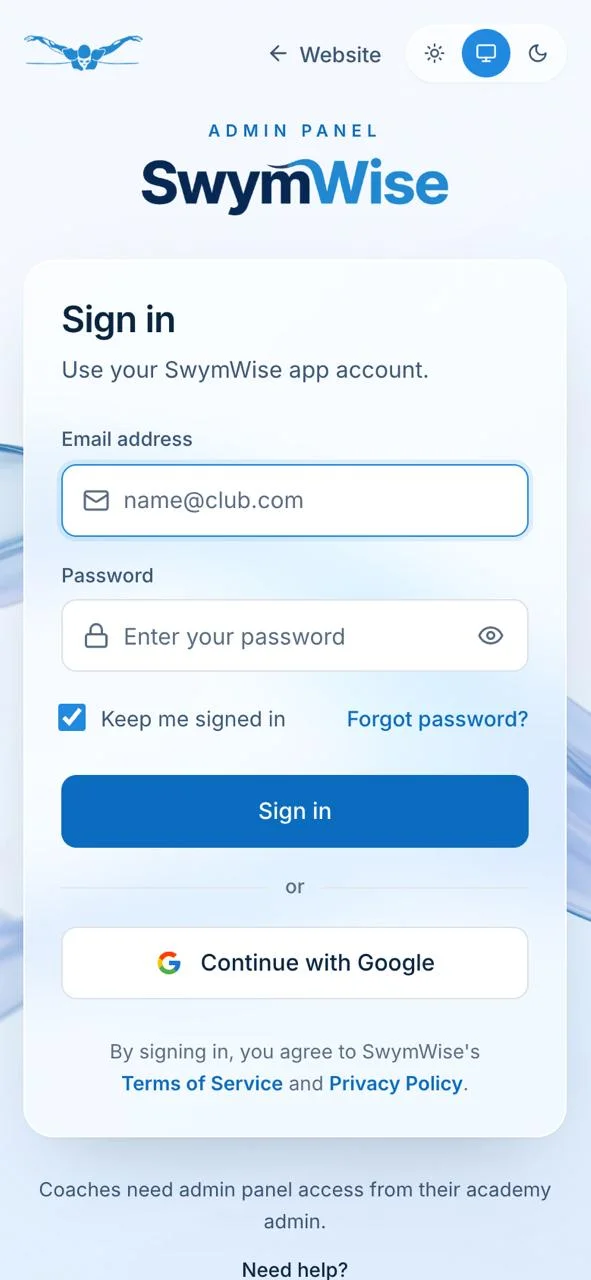 Website
ADMIN PANEL
SwymWise
Sign in
Use your SwymWise app account.
Email address
name@club.com
Password
Enter your password
Keep me signed in
Forgot password?
Sign in
or
Continue with Google
By signing in, you agree to SwymWise's
Terms of Service and Privacy Policy.
Coaches need admin panel access from their academy
admin.
Need help?